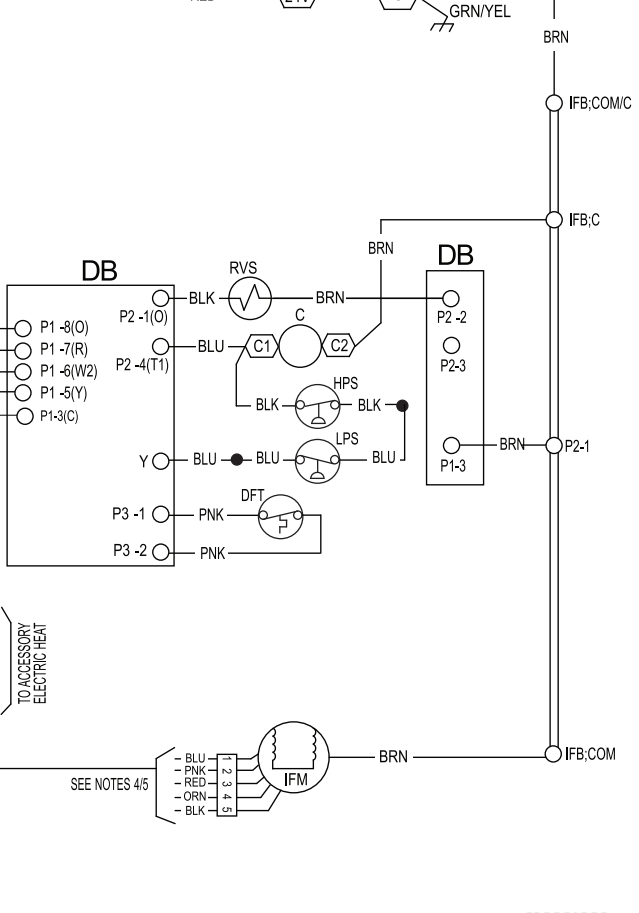 GRN/YEL
BRN
IFB;COM/C
IFB;C
BRN
DB
DB
RVS
BLK
BRN
P2 -1(O)
P2 -2
C
P1 -8(O)
P1 -7(R)
P1 -6(W2)
P1 -5(Y)
P1-3(C)
BLU
C1
C2
P2 -4(T1)
P2-3
HPS
BLK
BLK
LPS
Y
BLU
BLU
BLU
BRN
P2-1
P1-3
DFT
P3 -1
PNK
P3 -2
PNK
TO ACCESSORY
ELECTRIC HEAT
BLU 1
PNK 2
RED 3
ORN 4
BLK 5
IFM
BRN
IFB;COM
SEE NOTES 4/5